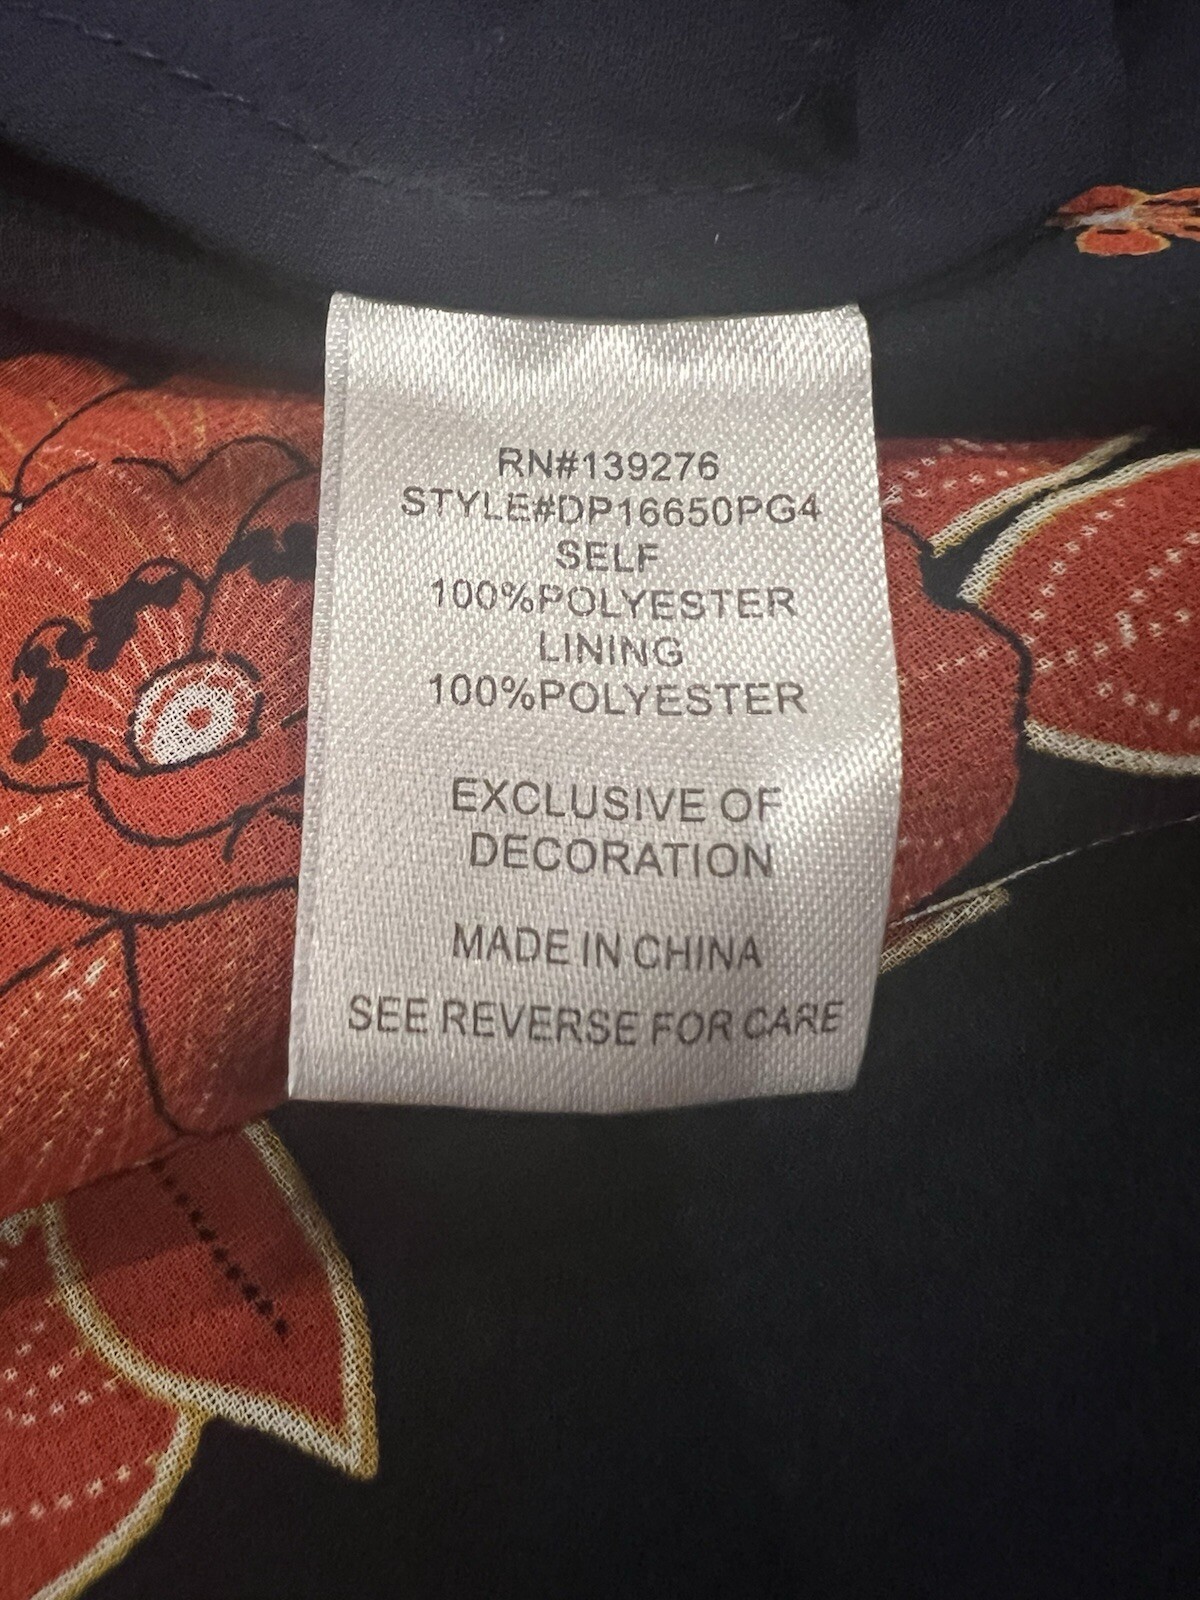 RN#139276
STYLE#DP16650PG4
SELF
100%POLYESTER
LINING
100%POLYESTER
EXCLUSIVE OF
DECORATION
MADE IN CHINA
SEE REVERSE FOR CARE